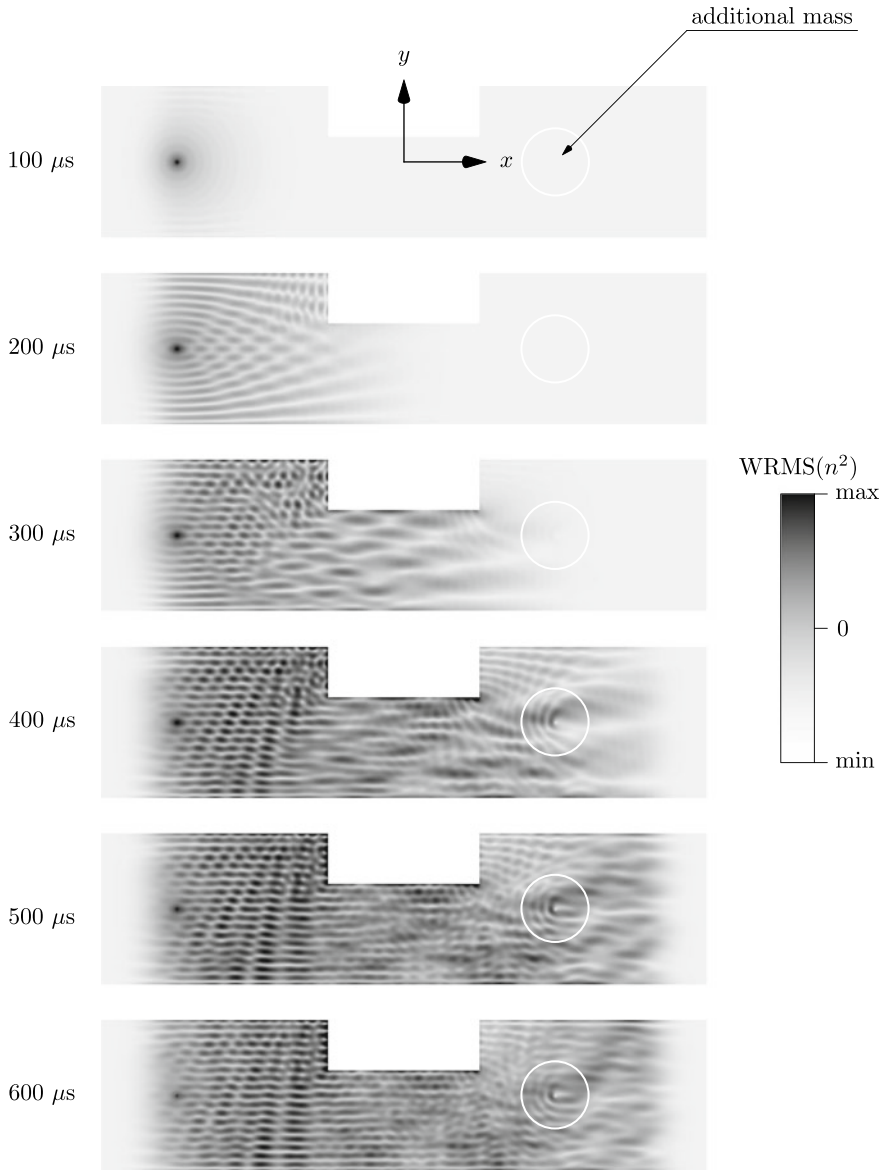 additional mass
y
100 μs
x
200 μs
WRMS(n²)
max
300 μs
0
400 μs
min
500 μs
600 μs